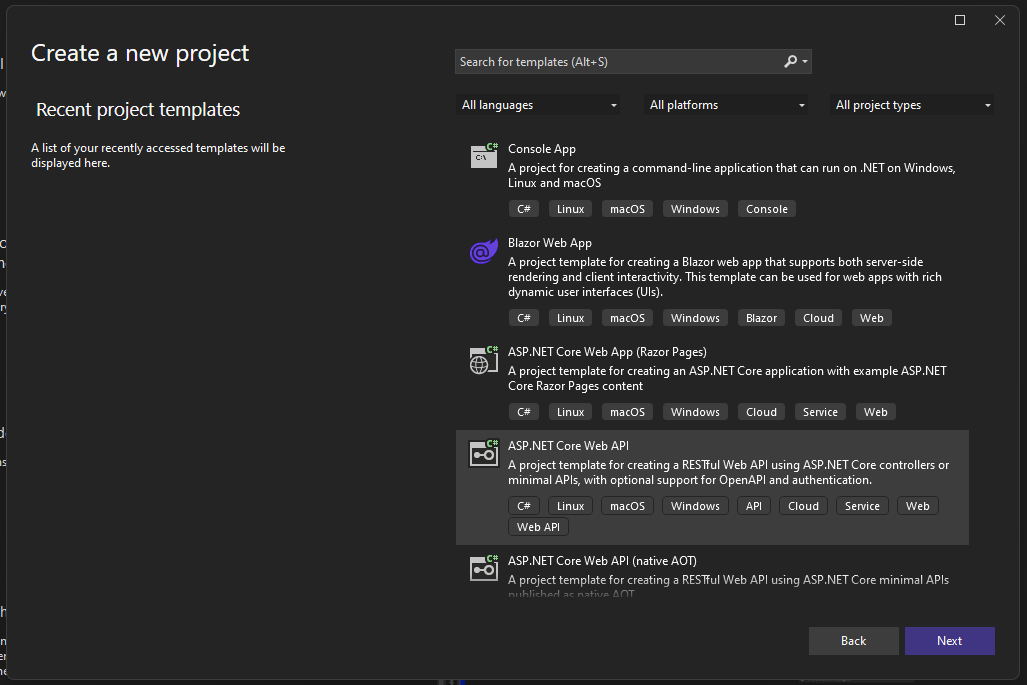 Create a new project
Recent project templates
A list of your recently accessed templates will be
displayed here.
Search for templates (Alt+S)
All languages
All platforms
All project types
C#
C:\
Console App
A project for creating a command-line application that can run on .NET on Windows,
Linux and macOS
C# Linux macOS Windows Console
Blazor Web App
A project template for creating a Blazor web app that supports both server-side
rendering and client interactivity. This template can be used for web apps with rich
dynamic user interfaces (UIs).
C# Linux macOS Windows Blazor Cloud Web
C#
ASP.NET Core Web App (Razor Pages)
A project template for creating an ASP.NET Core application with example ASP.NET
Core Razor Pages content
C# Linux macOS Windows Cloud Service Web
C#
ASP.NET Core Web API
A project template for creating a RESTful Web API using ASP.NET Core controllers or
minimal APIs, with optional support for OpenAPI and authentication.
C# Linux macOS Windows API Cloud Service Web
Web API
C#
ASP.NET Core Web API (native AOT)
A project template for creating a RESTful Web API using ASP.NET Core minimal APIs
published as native AOT.
Back
Next